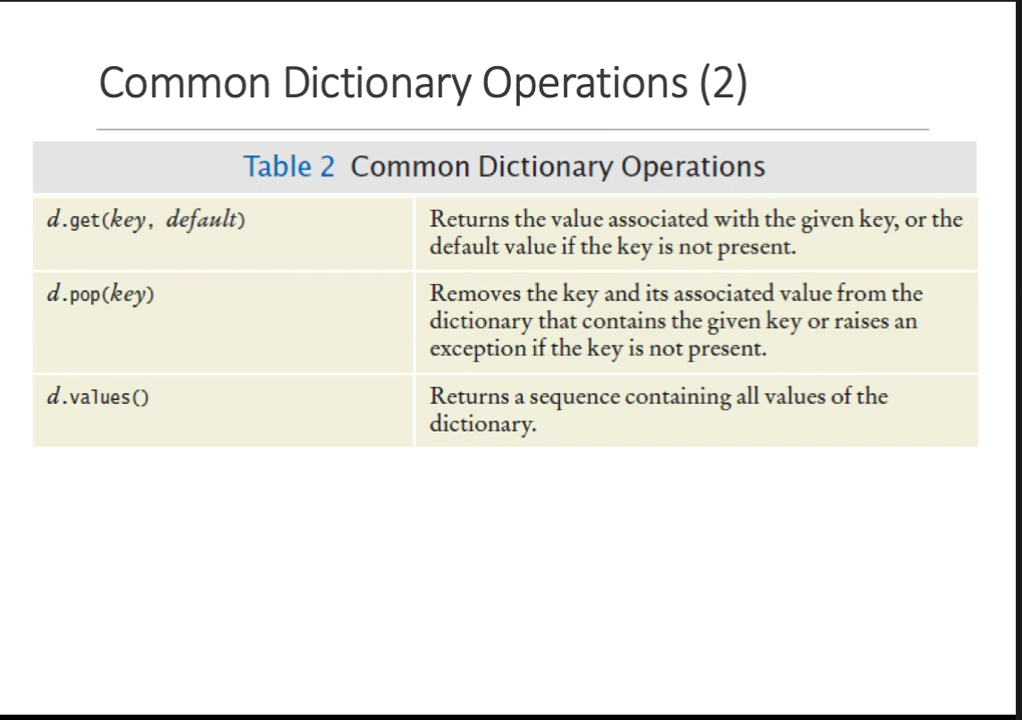 Common Dictionary Operations (2)
Table 2 Common Dictionary Operations
d.get(key, default)
Returns the value associated with the given key, or the
default value if the key is not present.
d.pop(key)
Removes the key and its associated value from the
dictionary that contains the given key or raises an
exception if the key is not present.
d.values()
Returns a sequence containing all values of the
dictionary.